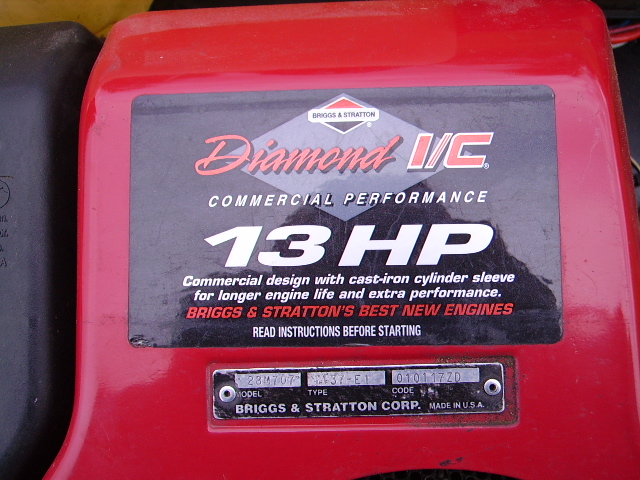 BRIGGS & STRATTON
Diamond I/C®
COMMERCIAL PERFORMANCE
13 HP
Commercial design with cast-iron cylinder sleeve
for longer engine life and extra performance.
BRIGGS & STRATTON'S BEST NEW ENGINES
READ INSTRUCTIONS BEFORE STARTING
28M707 010117ZD
MODEL TYPE CODE
BRIGGS & STRATTON CORP. MADE IN U.S.A.